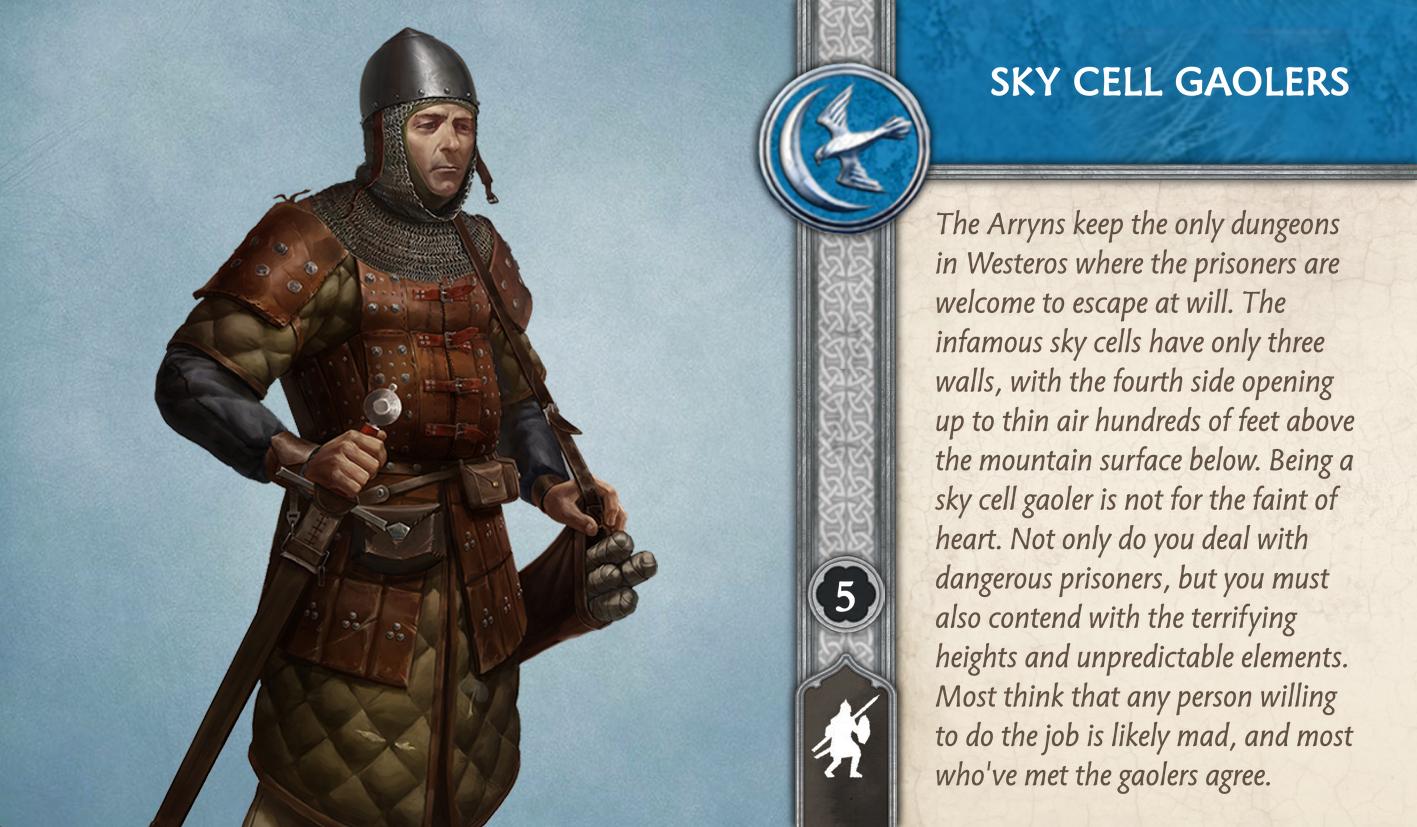 SKY CELL GAOLERS
The Arryns keep the only dungeons
in Westeros where the prisoners are
welcome to escape at will. The
infamous sky cells have only three
walls, with the fourth side opening
up to thin air hundreds of feet above
the mountain surface below. Being a
sky cell gaoler is not for the faint of
heart. Not only do you deal with
dangerous prisoners, but you must
also contend with the terrifying
heights and unpredictable elements.
Most think that any person willing
to do the job is likely mad, and most
who've met the gaolers agree.
5